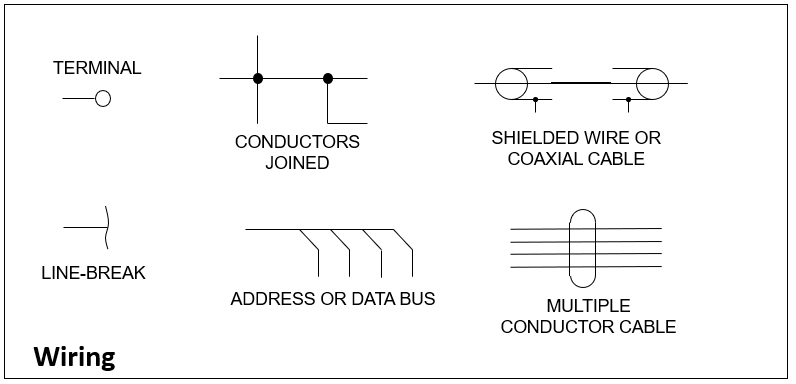 TERMINAL
CONDUCTORS
JOINED
SHIELDED WIRE OR
COAXIAL CABLE
LINE-BREAK
ADDRESS OR DATA BUS
MULTIPLE
CONDUCTOR CABLE
Wiring